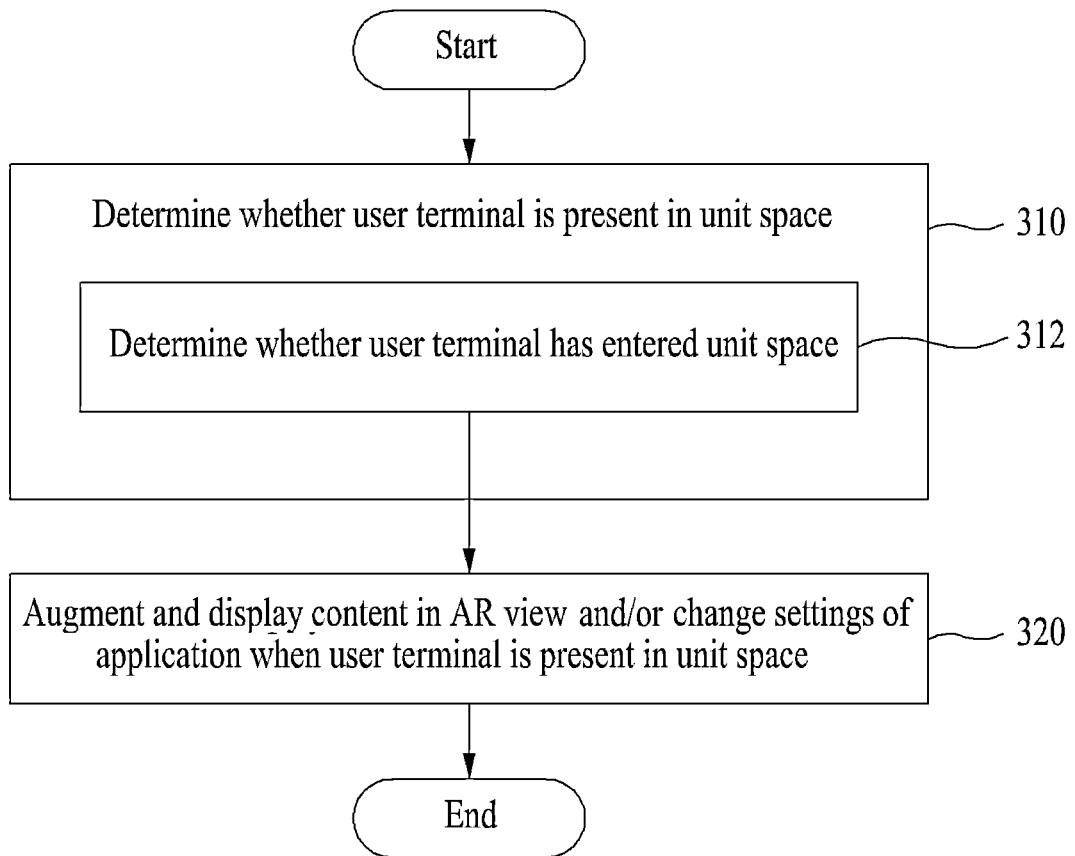 Start
Determine whether user terminal is present in unit space
310
Determine whether user terminal has entered unit space
312
Augment and display content in AR view and/or change settings of
application when user terminal is present in unit space
320
End